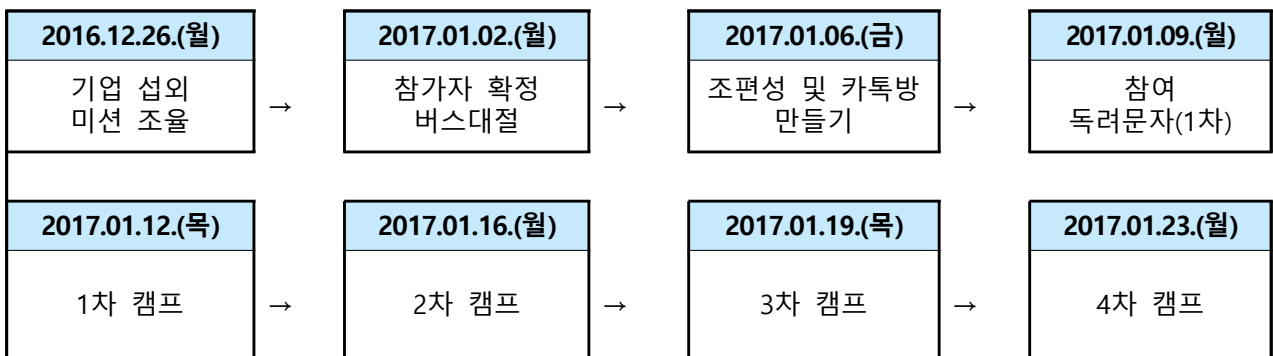 2016.12.26.(월)
기업 섭외
미션 조율
→
2017.01.02.(월)
참가자 확정
버스대절
→
2017.01.06.(금)
조편성 및 카톡방
만들기
→
2017.01.09.(월)
참여
독려문자(1차)
2017.01.12.(목)
1차 캠프
→
2017.01.16.(월)
2차 캠프
→
2017.01.19.(목)
3차 캠프
→
2017.01.23.(월)
4차 캠프